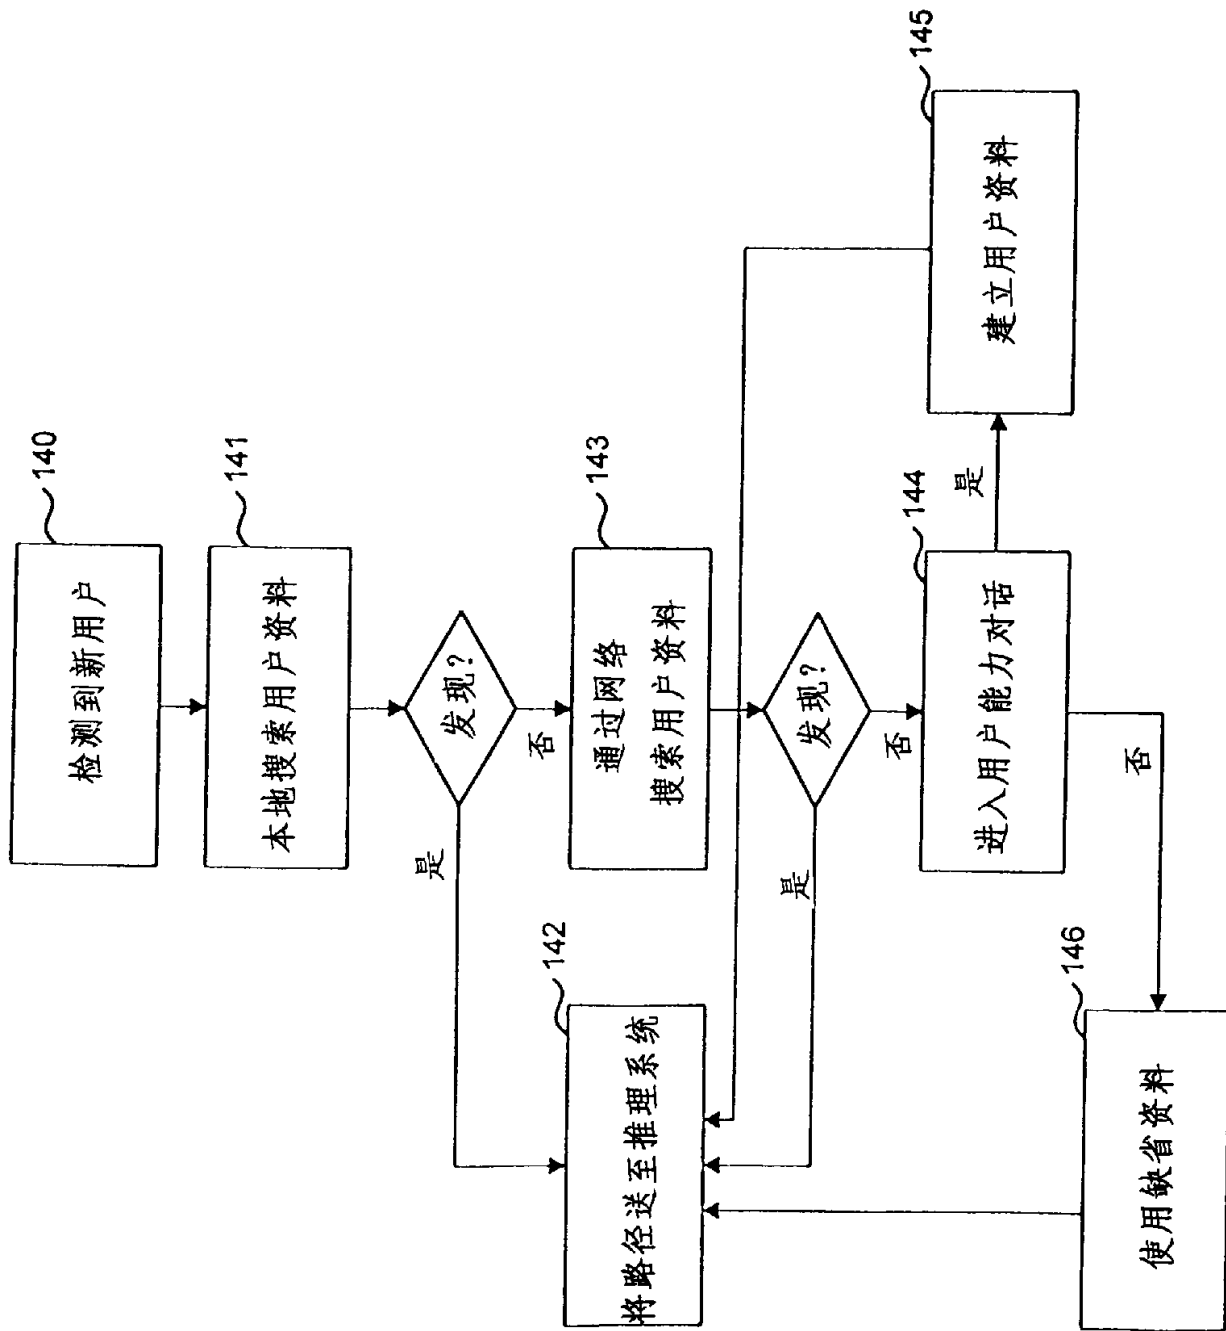 检测到新用户
140
本地搜索用户资料
141
发现?
是
否
将路径送至推理系统
142
通过网络
搜索用户资料
143
发现?
是
否
进入用户能力对话
144
是
否
建立用户资料
145
使用缺省资料
146